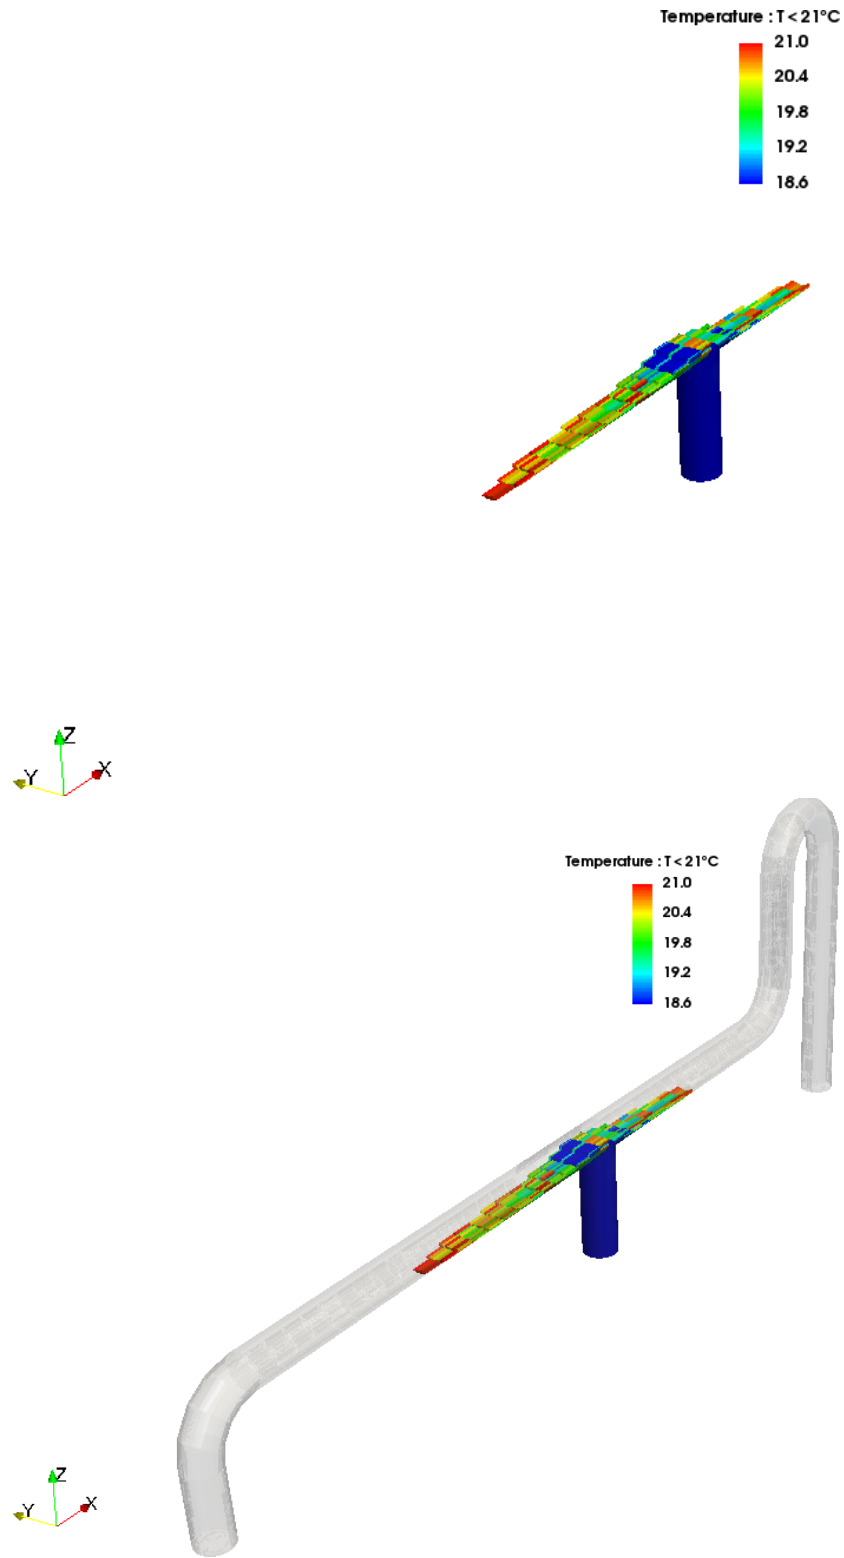 Temperature : T < 21°C
21.0
20.4
19.8
19.2
18.6
Z
Y
X
Temperature : T < 21°C
21.0
20.4
19.8
19.2
18.6
Z
Y
X